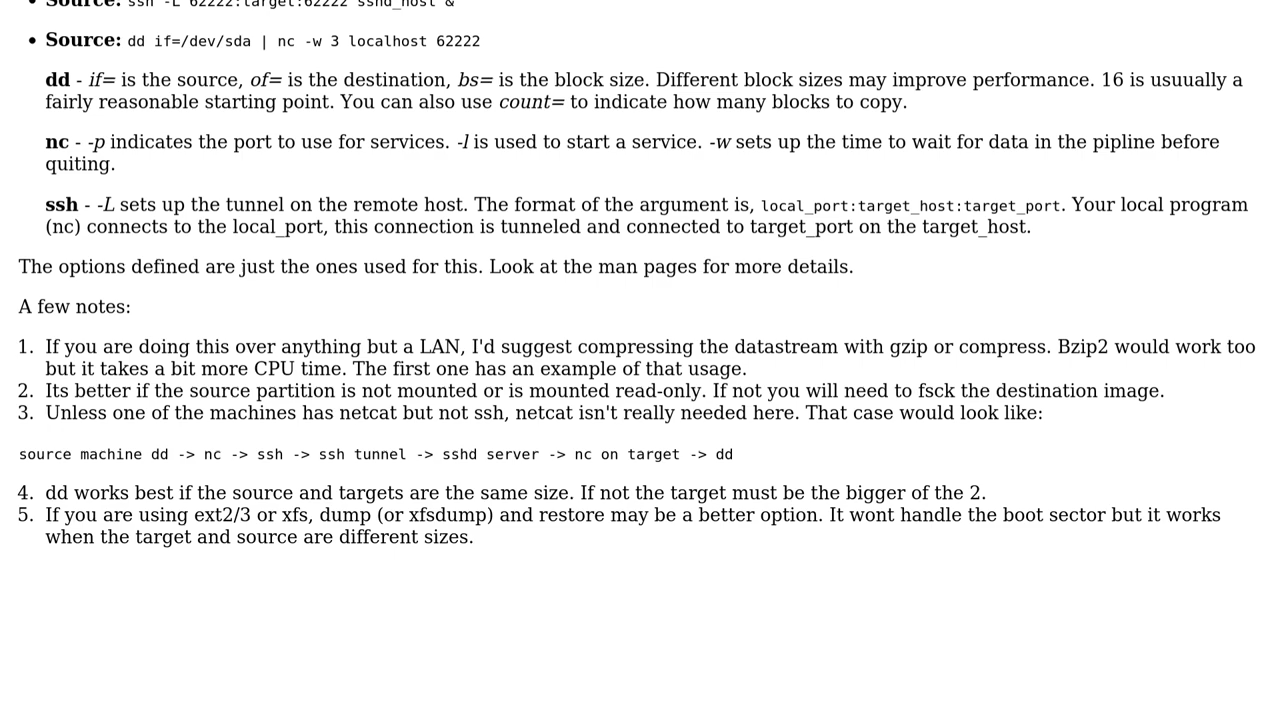 • Source: ssh -L 62222:target:62222 sshd_host &
• Source: dd if=/dev/sda | nc -w 3 localhost 62222
dd - if= is the source, of= is the destination, bs= is the block size. Different block sizes may improve performance. 16 is usuually a
fairly reasonable starting point. You can also use count= to indicate how many blocks to copy.
nc - -p indicates the port to use for services. -l is used to start a service. -w sets up the time to wait for data in the pipline before
quiting.
ssh - -L sets up the tunnel on the remote host. The format of the argument is, local_port:target_host:target_port. Your local program
(nc) connects to the local_port, this connection is tunneled and connected to target_port on the target_host.
The options defined are just the ones used for this. Look at the man pages for more details.
A few notes:
1. If you are doing this over anything but a LAN, I'd suggest compressing the datastream with gzip or compress. Bzip2 would work too
but it takes a bit more CPU time. The first one has an example of that usage.
2. Its better if the source partition is not mounted or is mounted read-only. If not you will need to fsck the destination image.
3. Unless one of the machines has netcat but not ssh, netcat isn't really needed here. That case would look like:
source machine dd -> nc -> ssh -> ssh tunnel -> sshd server -> nc on target -> dd
4. dd works best if the source and targets are the same size. If not the target must be the bigger of the 2.
5. If you are using ext2/3 or xfs, dump (or xfsdump) and restore may be a better option. It wont handle the boot sector but it works
when the target and source are different sizes.